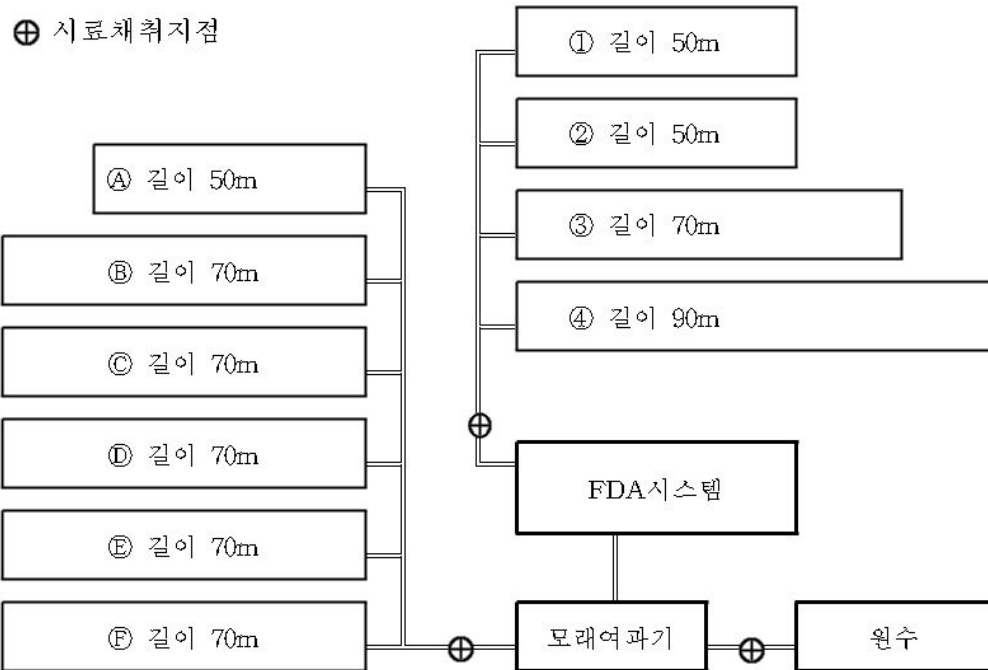 ⊕ 시료채취지점
① 길이 50m
② 길이 50m
Ⓐ 길이 50m
③ 길이 70m
Ⓑ 길이 70m
④ 길이 90m
Ⓒ 길이 70m
Ⓓ 길이 70m
FDA시스템
Ⓔ 길이 70m
Ⓕ 길이 70m
모래여과기
원수